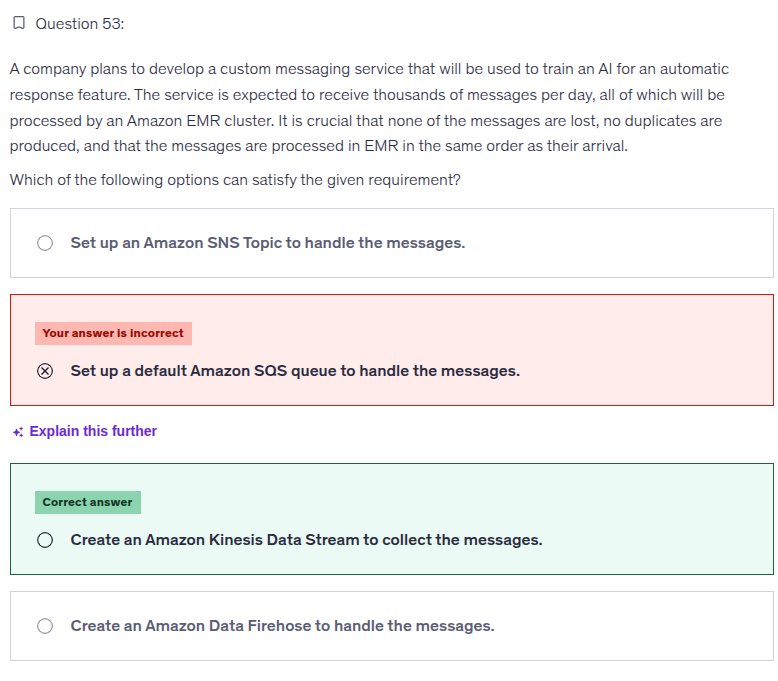 Question 53:
A company plans to develop a custom messaging service that will be used to train an AI for an automatic
response feature. The service is expected to receive thousands of messages per day, all of which will be
processed by an Amazon EMR cluster. It is crucial that none of the messages are lost, no duplicates are
produced, and that the messages are processed in EMR in the same order as their arrival.
Which of the following options can satisfy the given requirement?
Set up an Amazon SNS Topic to handle the messages.
Your answer is incorrect
Set up a default Amazon SQS queue to handle the messages.
Explain this further
Correct answer
Create an Amazon Kinesis Data Stream to collect the messages.
Create an Amazon Data Firehose to handle the messages.